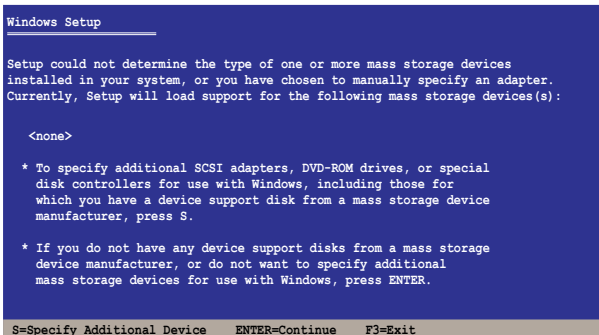 Windows Setup
Setup could not determine the type of one or more mass storage devices
installed in your system, or you have chosen to manually specify an adapter.
Currently, Setup will load support for the following mass storage devices(s):
<none>
* To specify additional SCSI adapters, DVD-ROM drives, or special
disk controllers for use with Windows, including those for
which you have a device support disk from a mass storage device
manufacturer, press S.
* If you do not have any device support disks from a mass storage
device manufacturer, or do not want to specify additional
mass storage devices for use with Windows, press ENTER.
S=Specify Additional Device ENTER=Continue F3=Exit